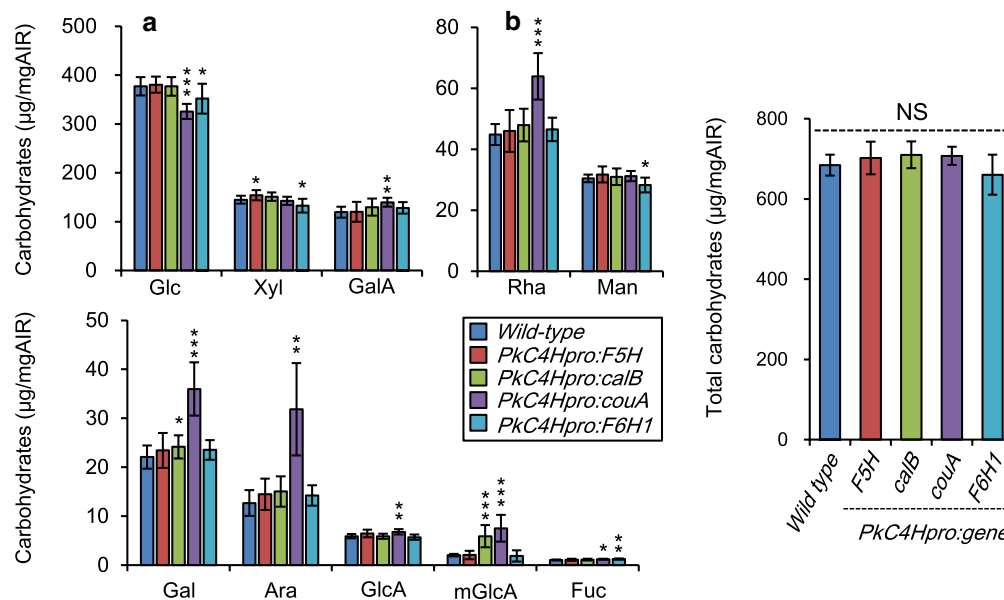 a
Carbohydrates (µg/mgAIR)
500
400
300
200
100
0
***
*
*
*
**
Glc Xyl GalA
b
80
60
40
20
0
***
*
Rha Man
Carbohydrates (µg/mgAIR)
50
40
30
20
10
0
***
*
**
**
***
***
*
**
Gal Ara GlcA mGlcA Fuc
Wild-type
PkC4Hpro:F5H
PkC4Hpro:calB
PkC4Hpro:couA
PkC4Hpro:F6H1
Total carbohydrates (µg/mgAIR)
800
600
400
200
0
NS
Wild type F5H calB couA F6H1
PkC4Hpro:gene